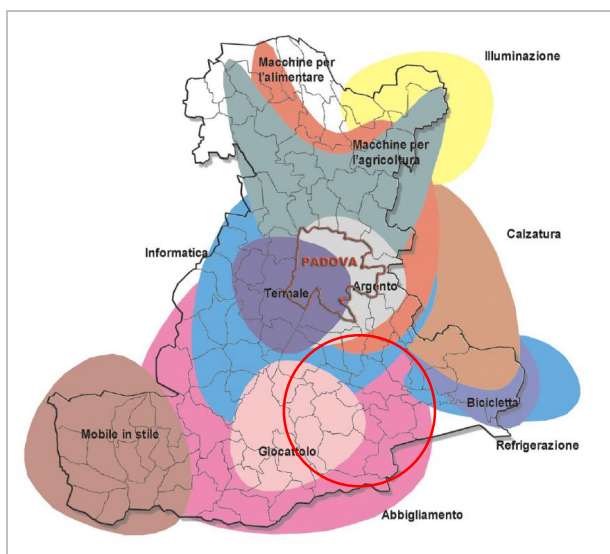 Macchine per
l'alimentare
Illuminazione
Macchine per
l'agricoltura
Calzatura
Informatica
PADOVA
Termale
Argento
Bicicletta
Mobile in stile
Refrigerazione
Giocattolo
Abbigliamento